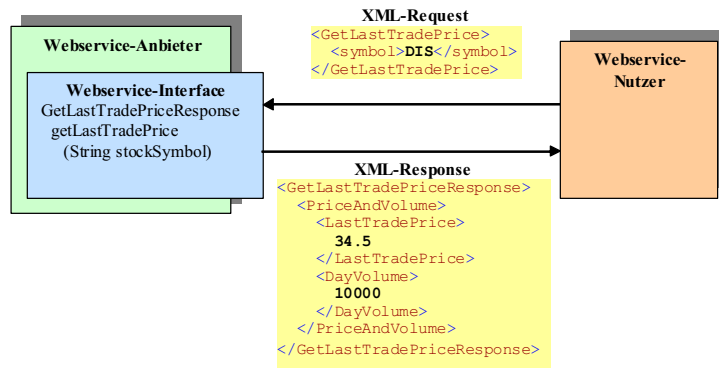 XML-Request
<GetLastTradePrice>
<symbol>DIS</symbol>
</GetLastTradePrice>
Webservice-Anbieter
Webservice-Interface
GetLastTradePriceResponse
getLastTradePrice
(String stockSymbol)
Webservice-
Nutzer
XML-Response
<GetLastTradePriceResponse>
<PriceAndVolume>
<LastTradePrice>
34.5
</LastTradePrice>
<DayVolume>
10000
</DayVolume>
</PriceAndVolume>
</GetLastTradePriceResponse>